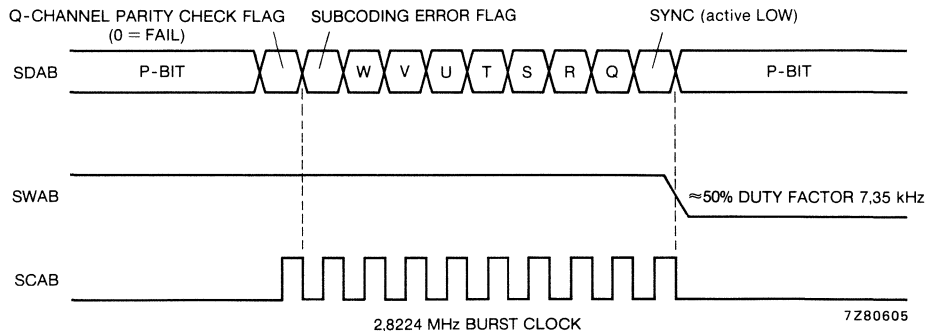 Q-CHANNEL PARITY CHECK FLAG
(0 = FAIL)
SUBCODING ERROR FLAG
SYNC (active LOW)
SDAB
P-BIT
W
V
U
T
S
R
Q
P-BIT
SWAB
≈50% DUTY FACTOR 7,35 kHz
SCAB
2,8224 MHz BURST CLOCK
7Z80605